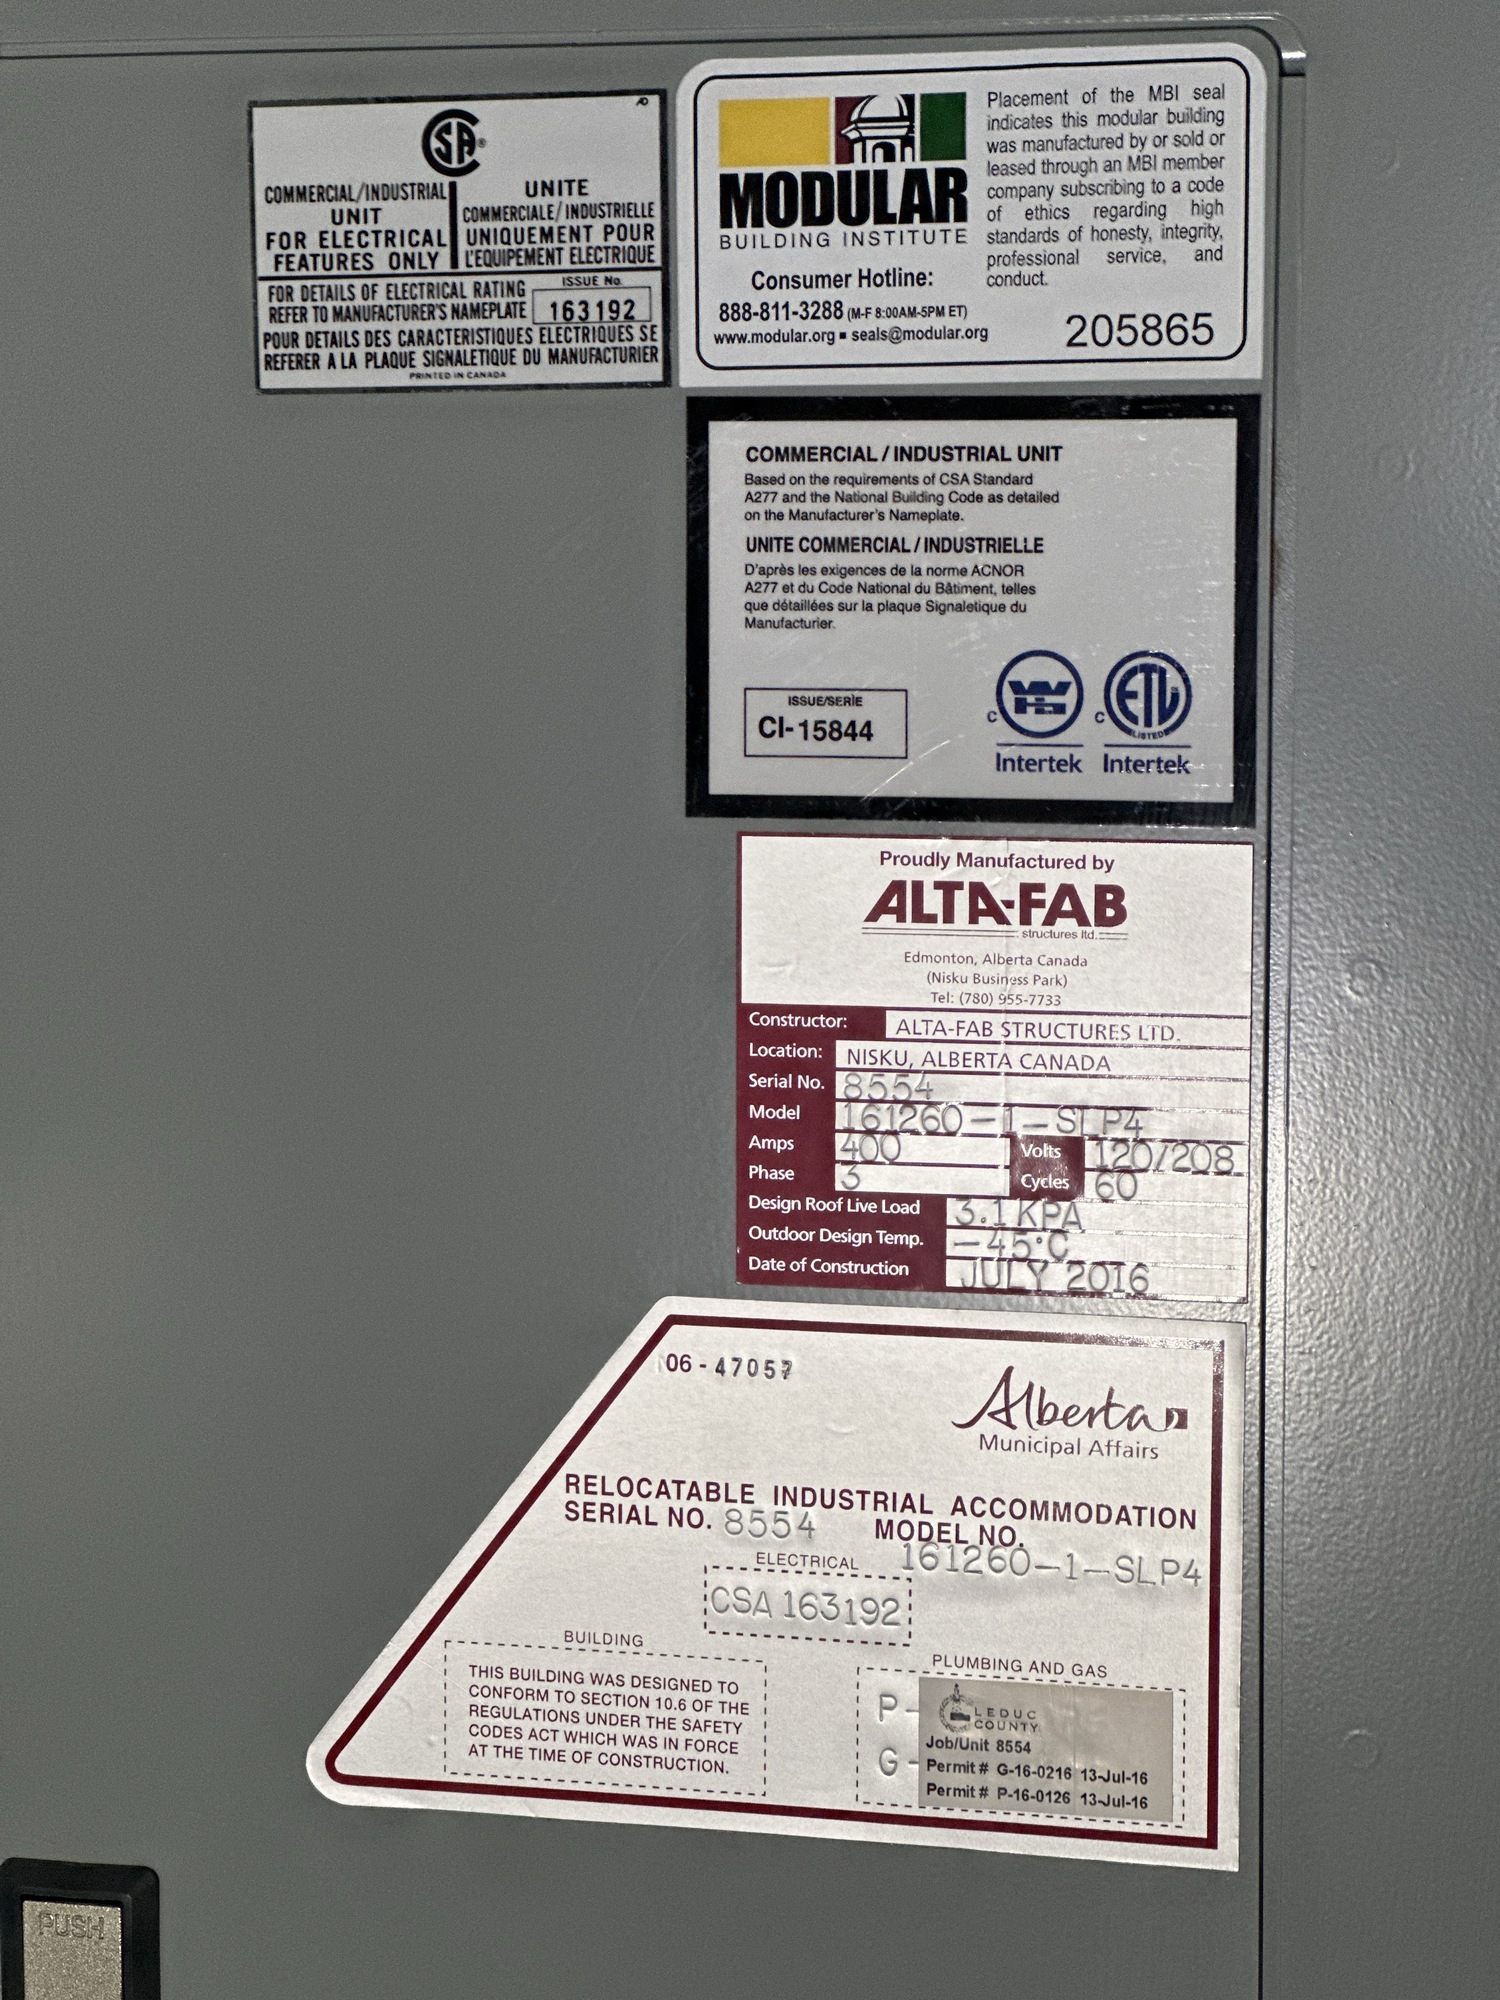 CSA
COMMERCIAL/INDUSTRIAL
UNIT
FOR ELECTRICAL
FEATURES ONLY
UNITE
COMMERCIALE/INDUSTRIELLE
UNIQUEMENT POUR
L'EQUIPEMENT ELECTRIQUE
FOR DETAILS OF ELECTRICAL RATING
REFER TO MANUFACTURER'S NAMEPLATE
ISSUE No.
163192
POUR DETAILS DES CARACTERISTIQUES ELECTRIQUES SE
REFERER A LA PLAQUE SIGNALETIQUE DU MANUFACTURIER
PRINTED IN CANADA
MODULAR
BUILDING INSTITUTE
Consumer Hotline:
888-811-3288 (M-F 8:00AM-5PM ET)
www.modular.org ▪ seals@modular.org
Placement of the MBI seal
indicates this modular building
was manufactured by or sold or
leased through an MBI member
company subscribing to a code
of ethics regarding high
standards of honesty, integrity,
professional service, and
conduct.
205865
COMMERCIAL / INDUSTRIAL UNIT
Based on the requirements of CSA Standard
A277 and the National Building Code as detailed
on the Manufacturer's Nameplate.
UNITE COMMERCIAL / INDUSTRIELLE
D'après les exigences de la norme ACNOR
A277 et du Code National du Bâtiment, telles
que détaillées sur la plaque Signaletique du
Manufacturier.
ISSUE/SERIE
CI-15844
C WH C ETL LISTED
Intertek Intertek
Proudly Manufactured by
ALTA-FAB
structures ltd.
Edmonton, Alberta Canada
(Nisku Business Park)
Tel: (780) 955-7733
Constructor: ALTA-FAB STRUCTURES LTD.
Location: NISKU, ALBERTA CANADA
Serial No. 8554
Model 161260-1-SLP4
Amps 400 Volts 120/208
Phase 3 Cycles 60
Design Roof Live Load 3.1 KPA
Outdoor Design Temp. -45°C
Date of Construction JULY 2016
06 - 47057
Alberta
Municipal Affairs
RELOCATABLE INDUSTRIAL ACCOMMODATION
SERIAL NO. 8554 MODEL NO.
161260-1-SLP4
ELECTRICAL
CSA 163192
BUILDING
THIS BUILDING WAS DESIGNED TO
CONFORM TO SECTION 10.6 OF THE
REGULATIONS UNDER THE SAFETY
CODES ACT WHICH WAS IN FORCE
AT THE TIME OF CONSTRUCTION.
PLUMBING AND GAS
P-
G-
LEDUC
COUNTY
Job/Unit 8554
Permit # G-16-0216 13-Jul-16
Permit # P-16-0126 13-Jul-16
PUSH